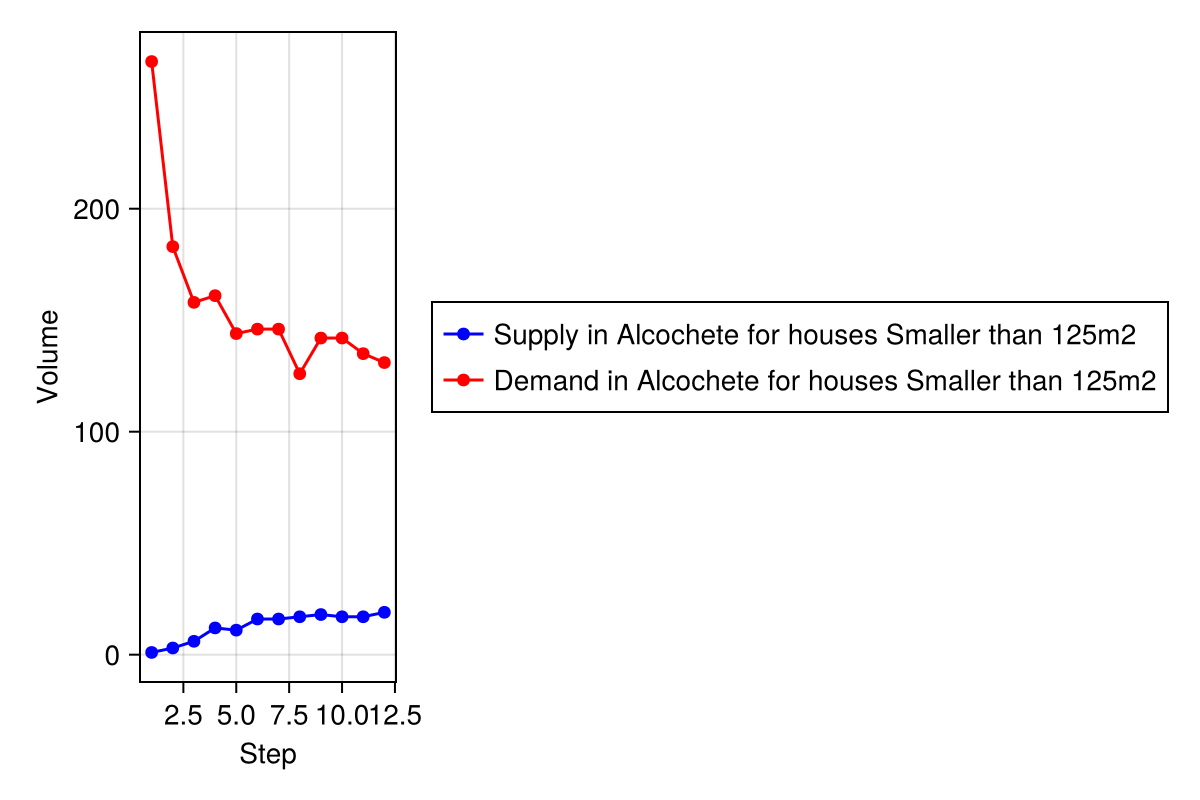 Volume
200
100
0
2.5 5.0 7.5 10.0 12.5
Step
Supply in Alcochete for houses Smaller than 125m2
Demand in Alcochete for houses Smaller than 125m2